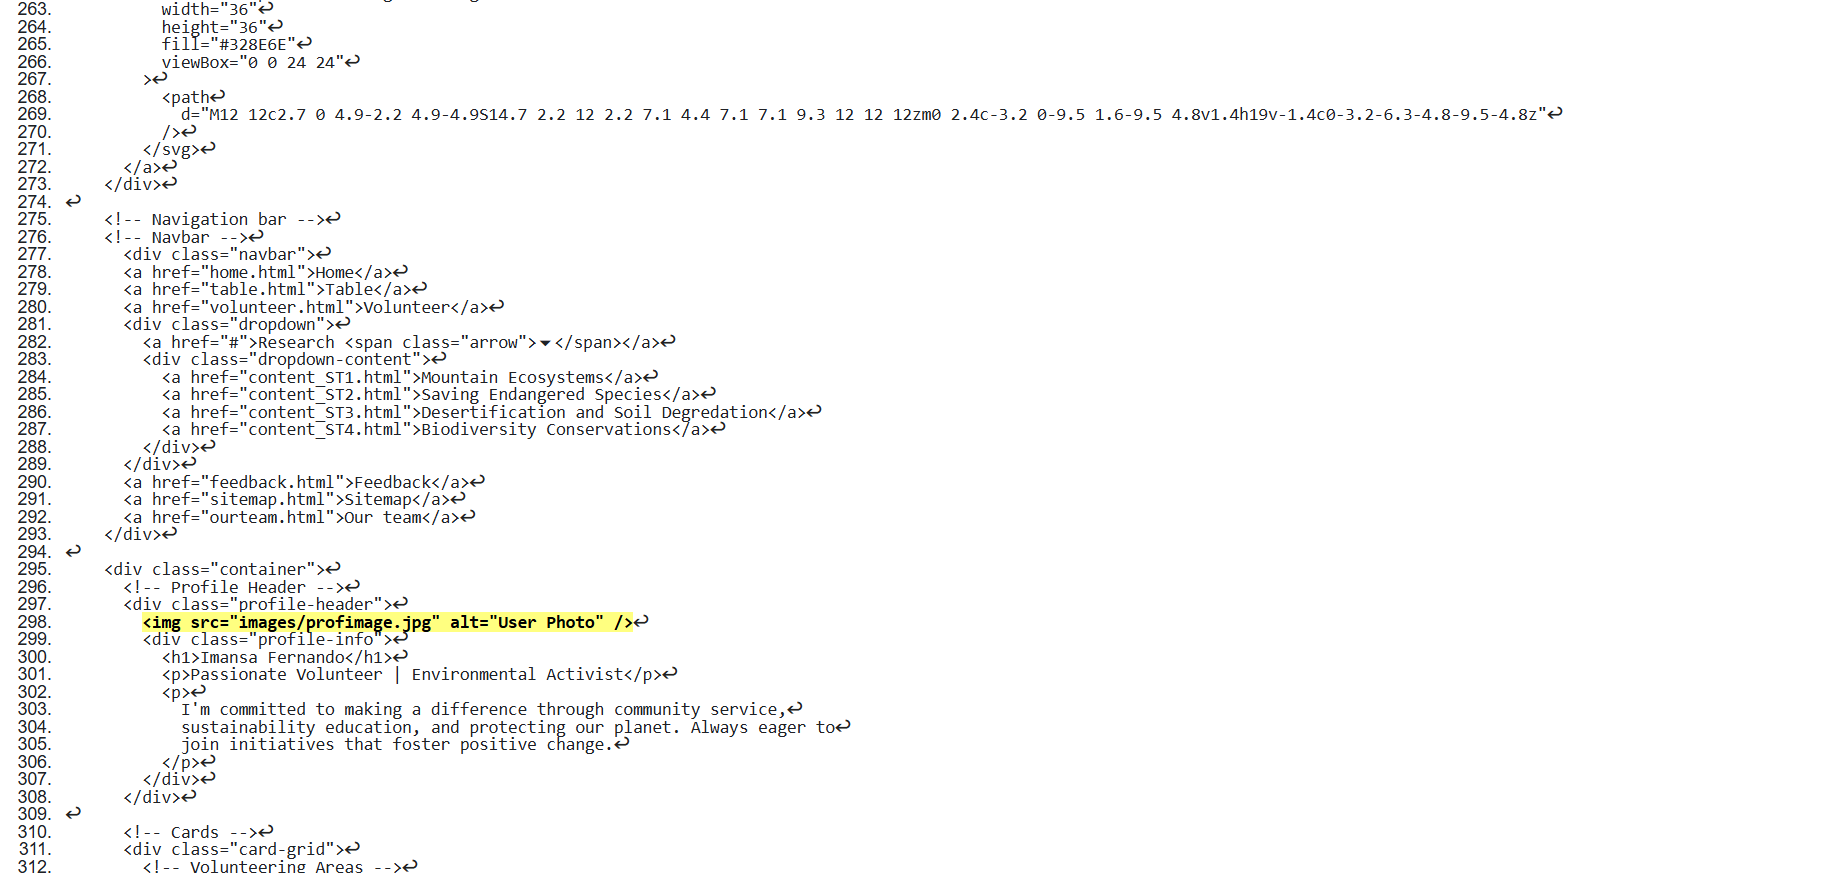 263. width="36"↩
264. height="36"↩
265. fill="#328E6E"↩
266. viewBox="0 0 24 24"↩
267. >↩
268. <path↩
269. d="M12 12c2.7 0 4.9-2.2 4.9-4.9S14.7 2.2 12 2.2 7.1 4.4 7.1 7.1 9.3 12 12 12zm0 2.4c-3.2 0-9.5 1.6-9.5 4.8v1.4h19v-1.4c0-3.2-6.3-4.8-9.5-4.8z"↩
270. />↩
271. </svg>↩
272. </a>↩
273. </div>↩
274. ↩
275. <!-- Navigation bar -->↩
276. <!-- Navbar -->↩
277. <div class="navbar">↩
278. <a href="home.html">Home</a>↩
279. <a href="table.html">Table</a>↩
280. <a href="volunteer.html">Volunteer</a>↩
281. <div class="dropdown">↩
282. <a href="#">Research <span class="arrow">▾</span></a>↩
283. <div class="dropdown-content">↩
284. <a href="content_ST1.html">Mountain Ecosystems</a>↩
285. <a href="content_ST2.html">Saving Endangered Species</a>↩
286. <a href="content_ST3.html">Desertification and Soil Degredation</a>↩
287. <a href="content_ST4.html">Biodiversity Conservations</a>↩
288. </div>↩
289. </div>↩
290. <a href="feedback.html">Feedback</a>↩
291. <a href="sitemap.html">Sitemap</a>↩
292. <a href="ourteam.html">Our team</a>↩
293. </div>↩
294. ↩
295. <div class="container">↩
296. <!-- Profile Header -->↩
297. <div class="profile-header">↩
298. <img src="images/profimage.jpg" alt="User Photo" />↩
299. <div class="profile-info">↩
300. <h1>Imansa Fernando</h1>↩
301. <p>Passionate Volunteer | Environmental Activist</p>↩
302. <p>↩
303. I'm committed to making a difference through community service,↩
304. sustainability education, and protecting our planet. Always eager to↩
305. join initiatives that foster positive change.↩
306. </p>↩
307. </div>↩
308. </div>↩
309. ↩
310. <!-- Cards -->↩
311. <div class="card-grid">↩
312. <!-- Volunteering Areas -->↩